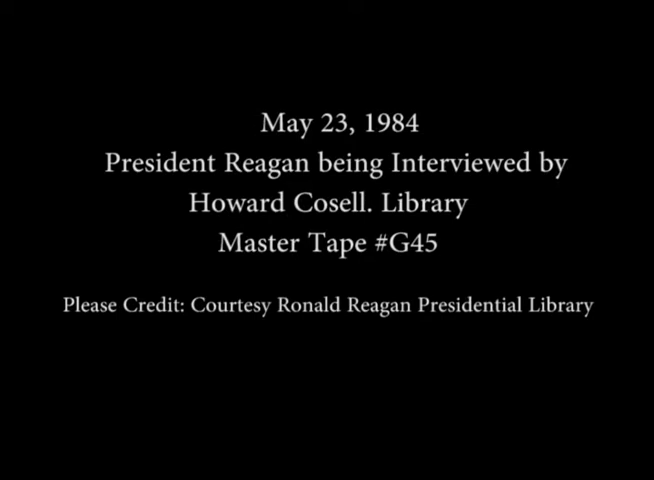 May 23, 1984
President Reagan being Interviewed by
Howard Cosell. Library
Master Tape #G45
Please Credit: Courtesy Ronald Reagan Presidential Library